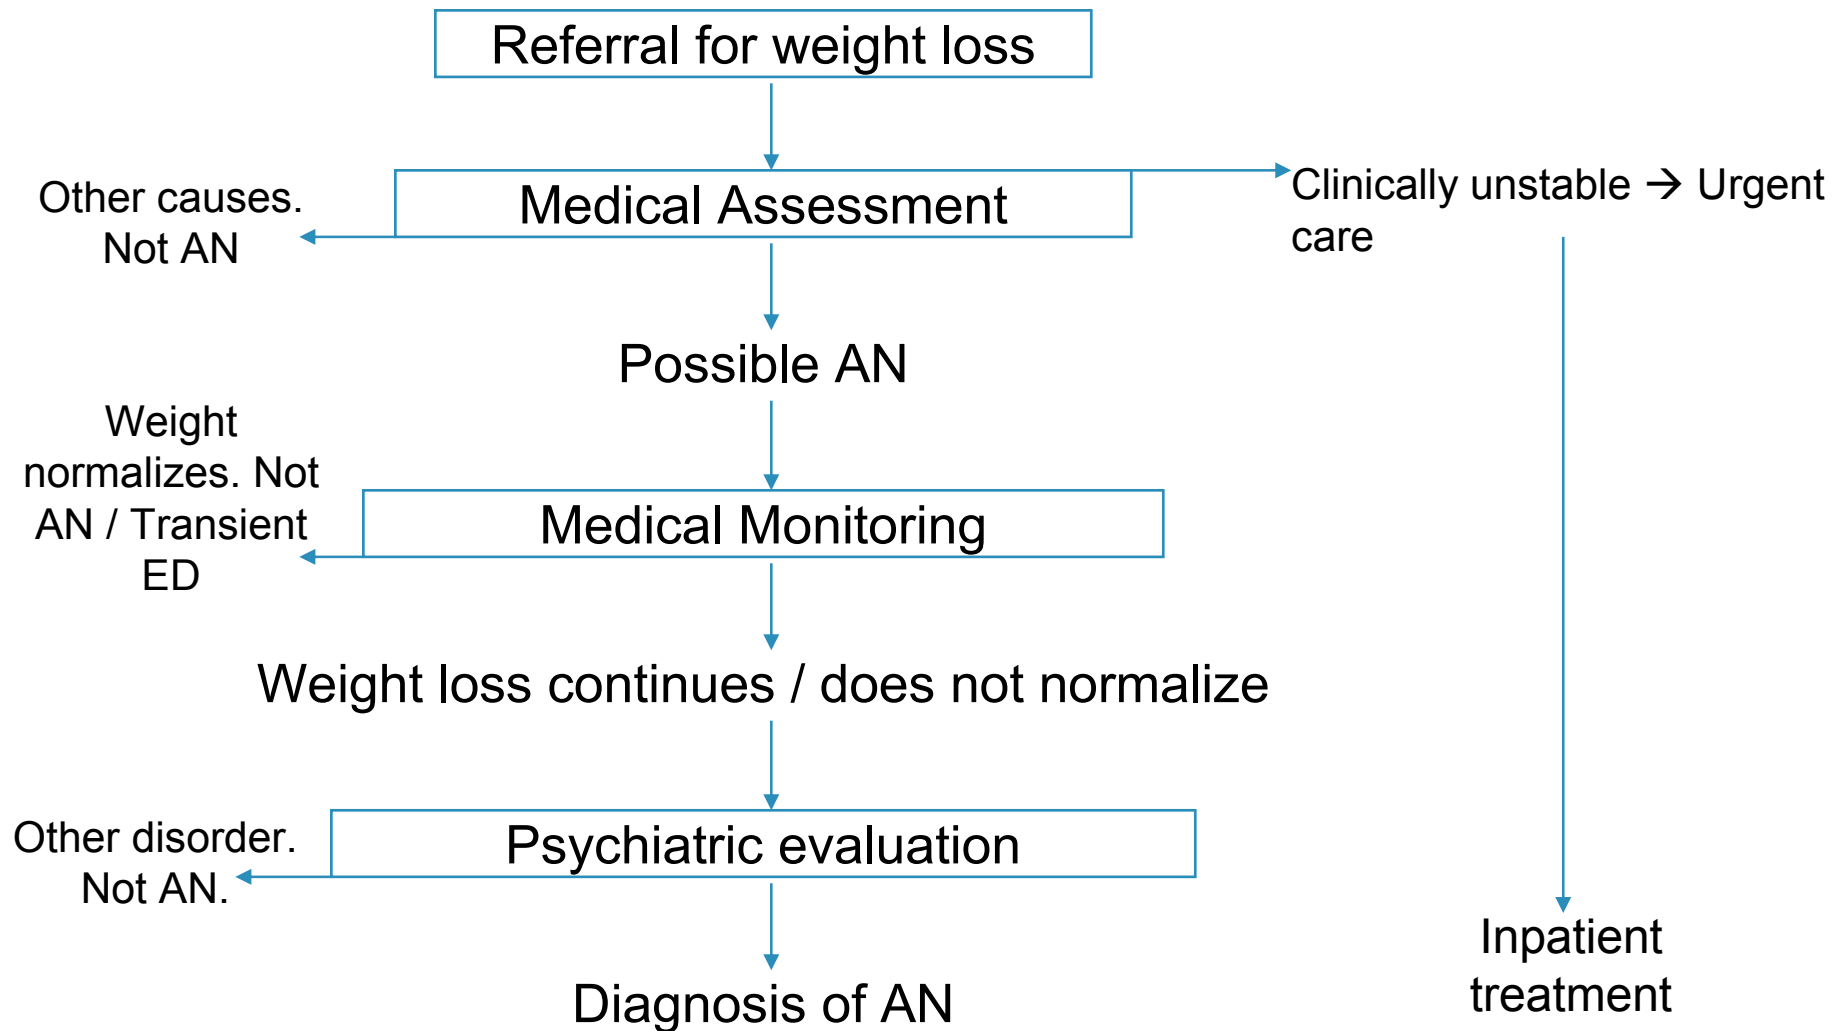 Referral for weight loss
Other causes.
Not AN
Medical Assessment
Clinically unstable → Urgent
care
Possible AN
Weight
normalizes. Not
AN / Transient
ED
Medical Monitoring
Weight loss continues / does not normalize
Other disorder.
Not AN.
Psychiatric evaluation
Diagnosis of AN
Inpatient
treatment